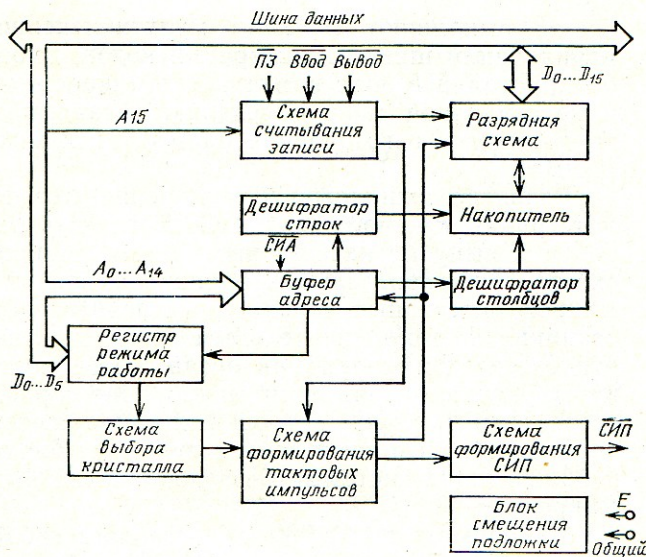 Шина данных
ПЗ Ввод Вывод
D0...D15
A15
Схема
считывания
записи
Разрядная
схема
Дешифратор
строк
Накопитель
СИА
A0...A14
Буфер
адреса
Дешифратор
столбцов
Регистр
режима
работы
D0...D5
Схема
выбора
кристалла
Схема
формирования
тактовых
импульсов
Схема
формирования
СИП
СИП
Блок
смещения
подложки
E
Общий